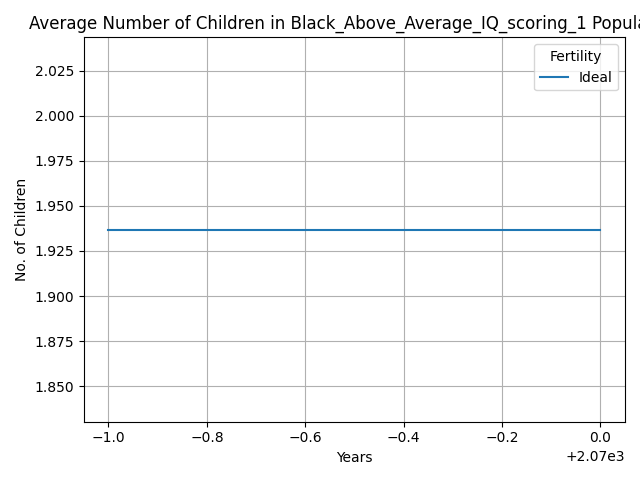 Average Number of Children in Black_Above_Average_IQ_scoring_1 Popula
Fertility
Ideal
2.025
2.000
1.975
1.950
1.925
1.900
1.875
1.850
No. of Children
−1.0 −0.8 −0.6 −0.4 −0.2 0.0
+2.07e3
Years